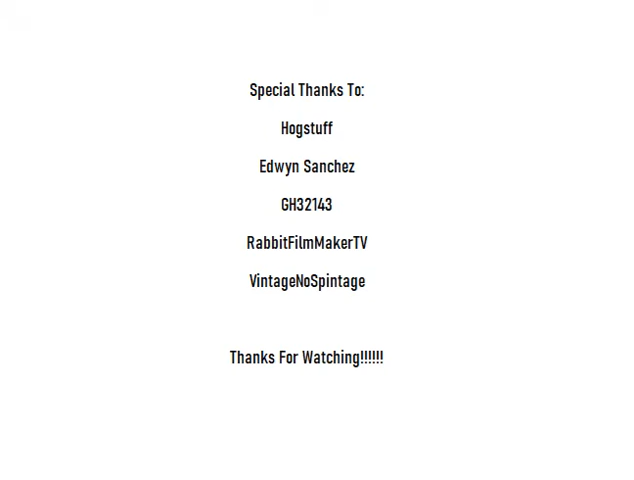 Special Thanks To:
Hogstuff
Edwyn Sanchez
GH32143
RabbitFilmMakerTV
VintageNoSpintage
Thanks For Watching!!!!!!